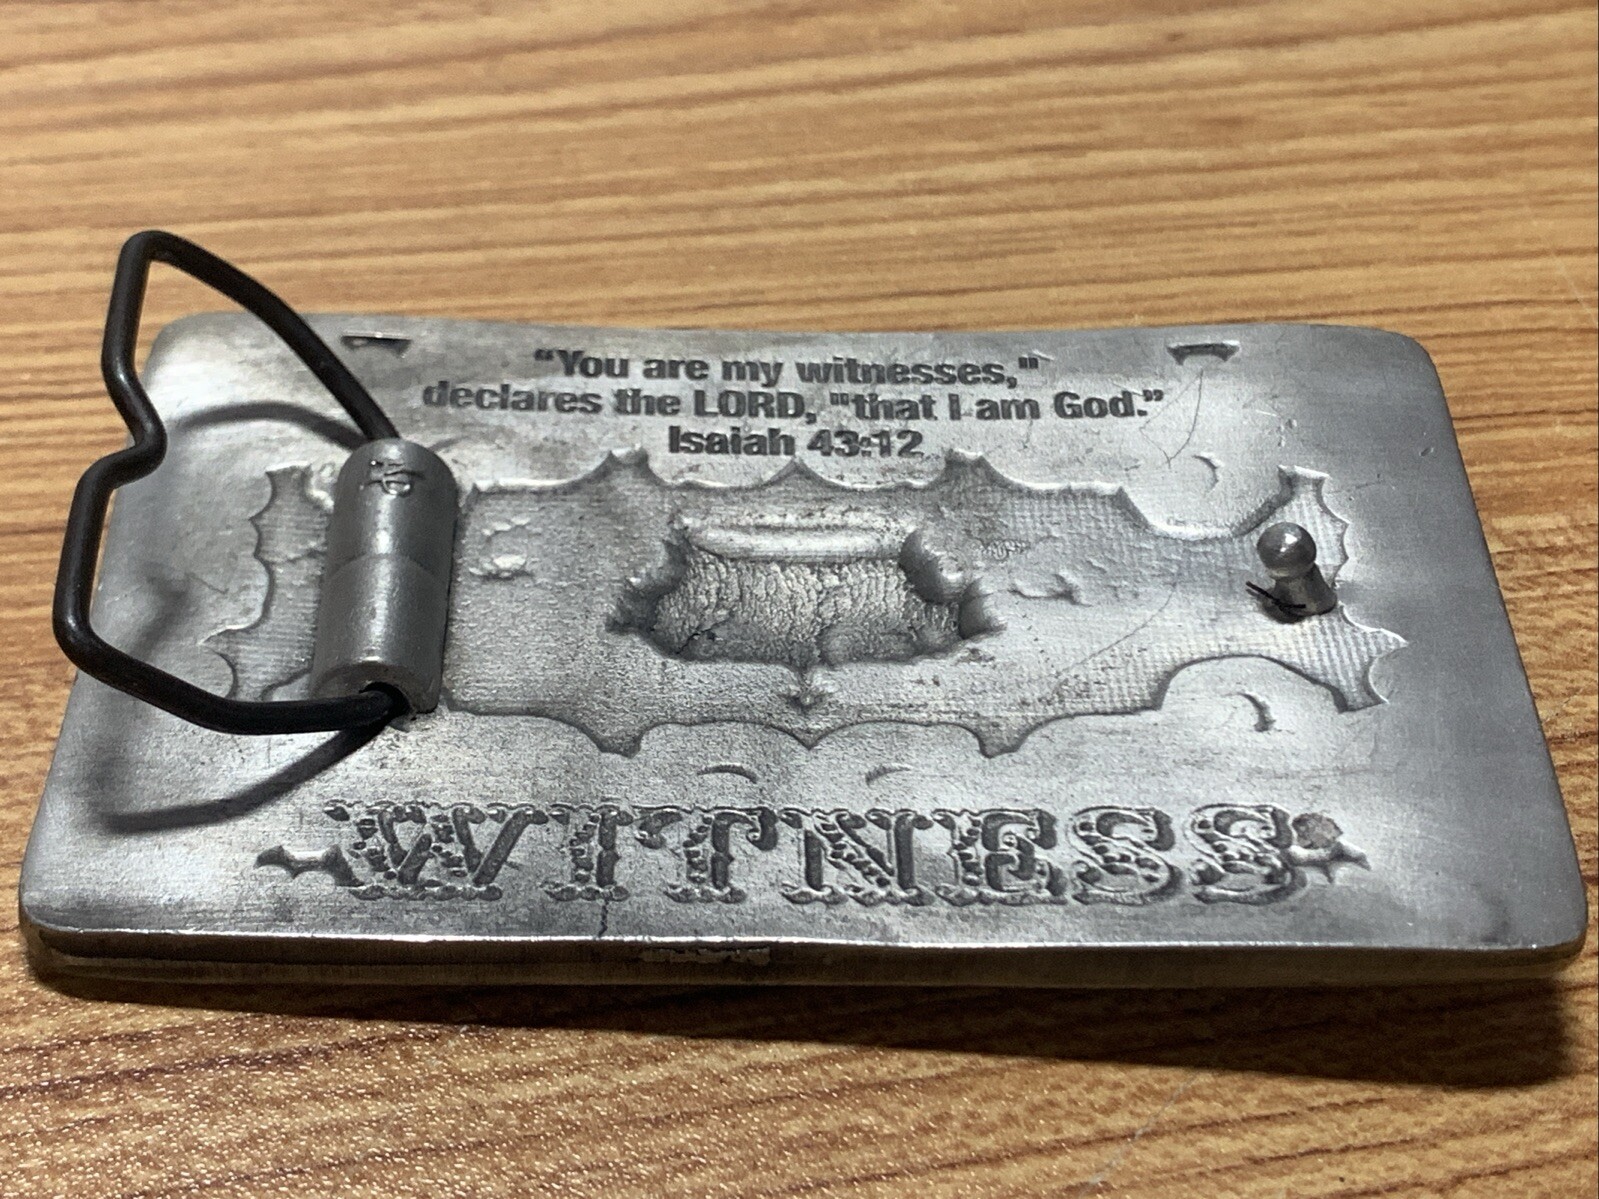 “You are my witnesses,"
declares the LORD, "that I am God.”
Isaiah 43:12
WITNESS